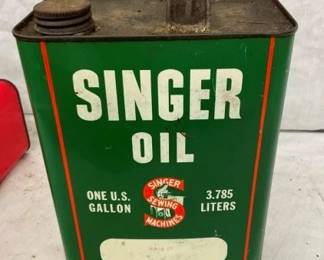 SINGER
OIL
ONE U.S.
GALLON
SINGER
SEWING
MACHINES
3.785
LITERS